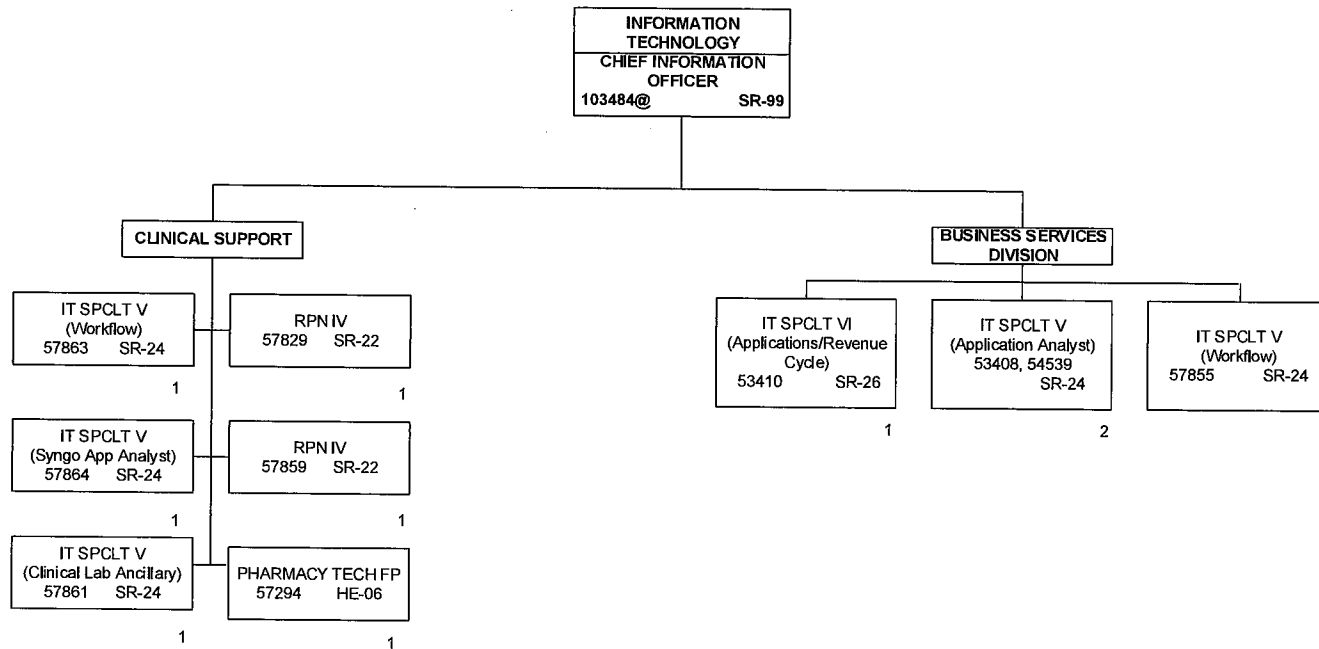 INFORMATION
TECHNOLOGY
CHIEF INFORMATION
OFFICER
103484@ SR-99
CLINICAL SUPPORT
IT SPCLT V
(Workflow)
57863 SR-24
1
RPN IV
57829 SR-22
1
IT SPCLT V
(Syngo App Analyst)
57864 SR-24
1
RPN IV
57859 SR-22
1
IT SPCLT V
(Clinical Lab Ancillary)
57861 SR-24
1
PHARMACY TECH FP
57294 HE-06
1
BUSINESS SERVICES
DIVISION
IT SPCLT VI
(Applications/Revenue
Cycle)
53410 SR-26
1
IT SPCLT V
(Application Analyst)
53408, 54539
SR-24
2
IT SPCLT V
(Workflow)
57855 SR-24